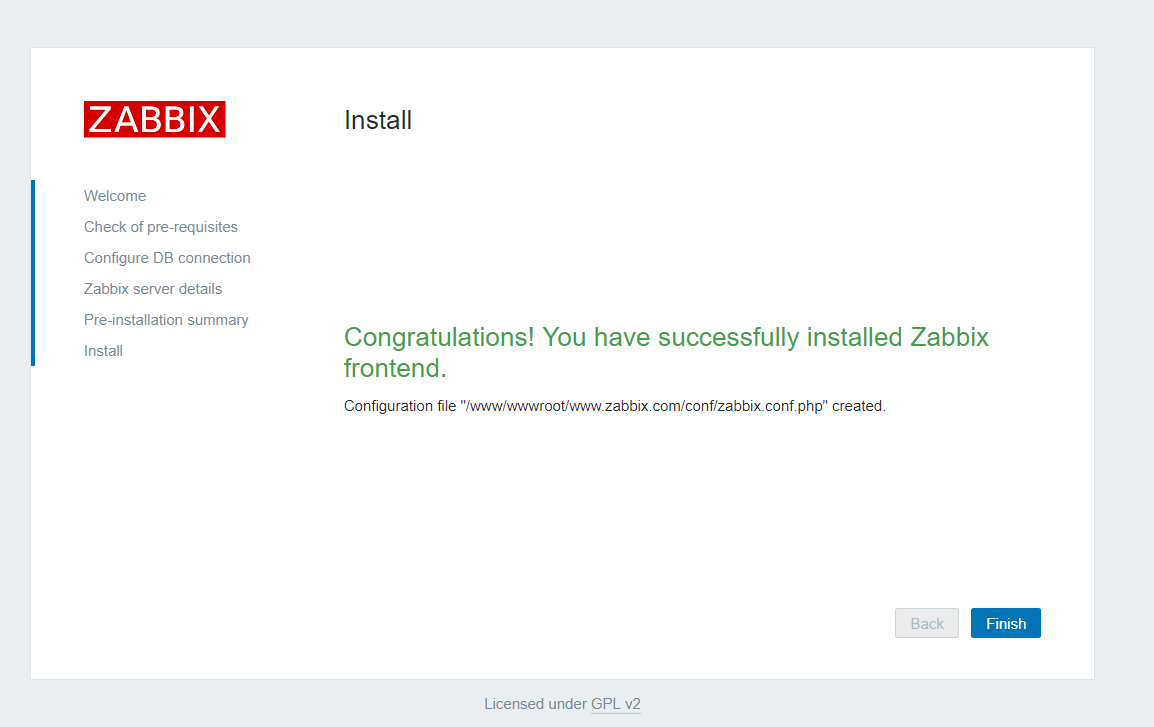 ZABBIX
Install
Welcome
Check of pre-requisites
Configure DB connection
Zabbix server details
Pre-installation summary
Install
Congratulations! You have successfully installed Zabbix
frontend.
Configuration file "/www/wwwroot/www.zabbix.com/conf/zabbix.conf.php" created.
Back
Finish
Licensed under GPL v2